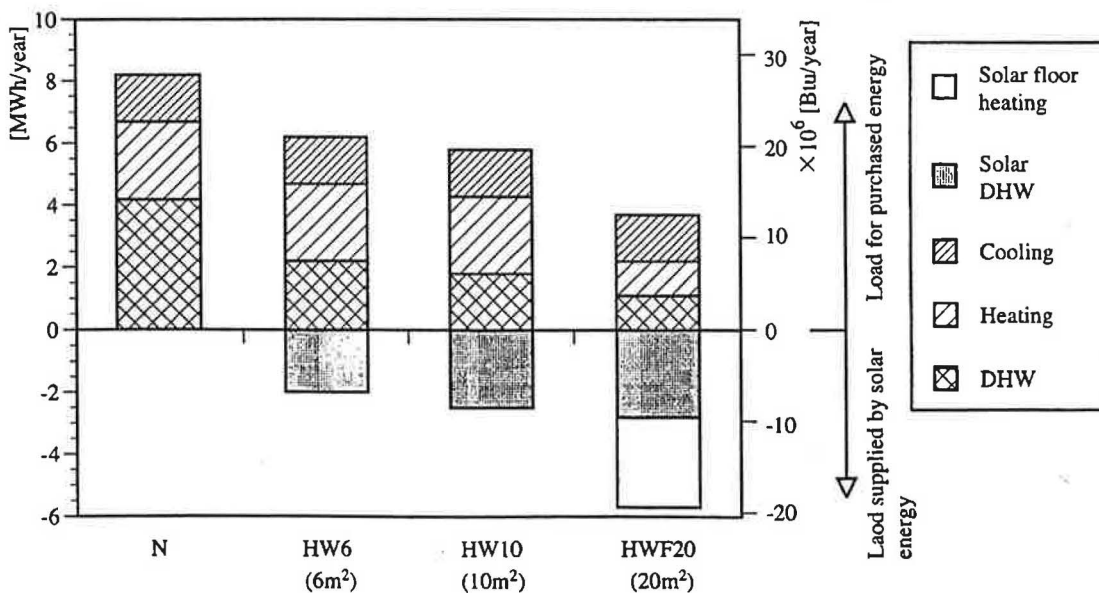 [MWh/year]
10
8
6
4
2
0
-2
-4
-6
30
20
10
0
-10
-20
×10⁶ [Btu/year]
N
HW6
(6m²)
HW10
(10m²)
HWF20
(20m²)
Load for purchased energy
Laod supplied by solar
energy
Solar floor
heating
Solar
DHW
Cooling
Heating
DHW